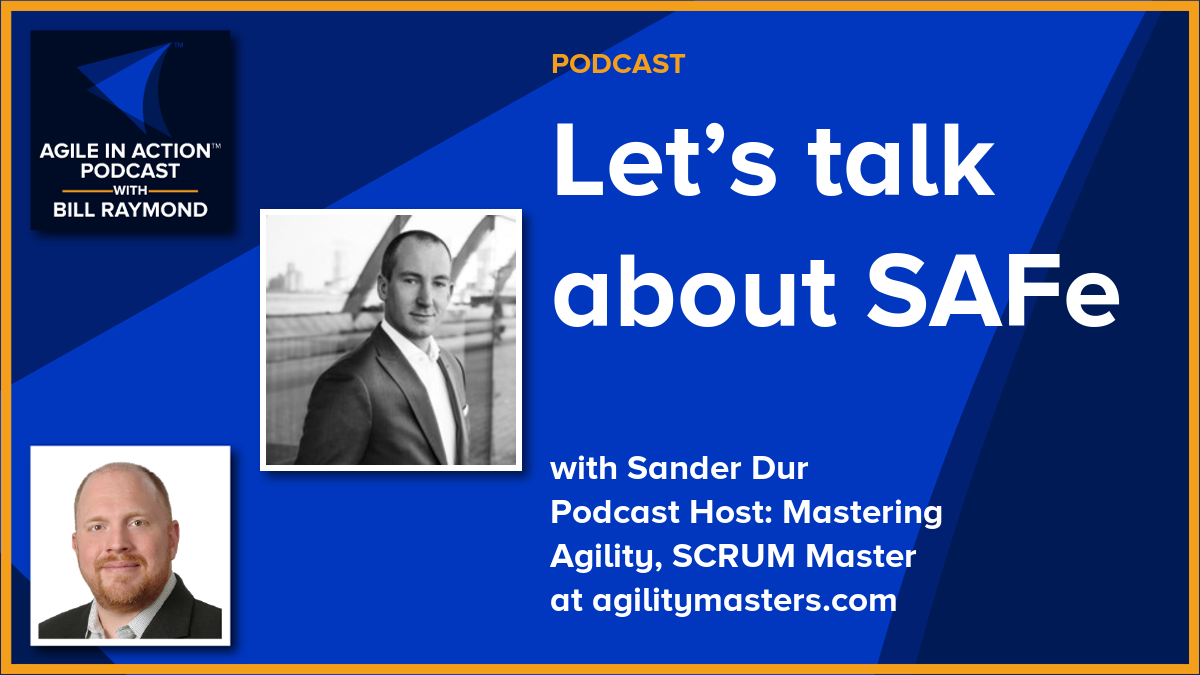 AGILE IN ACTION™
PODCAST
WITH
BILL RAYMOND
TM
PODCAST
Let’s talk
about SAFe
with Sander Dur
Podcast Host: Mastering
Agility, SCRUM Master
at agilitymasters.com